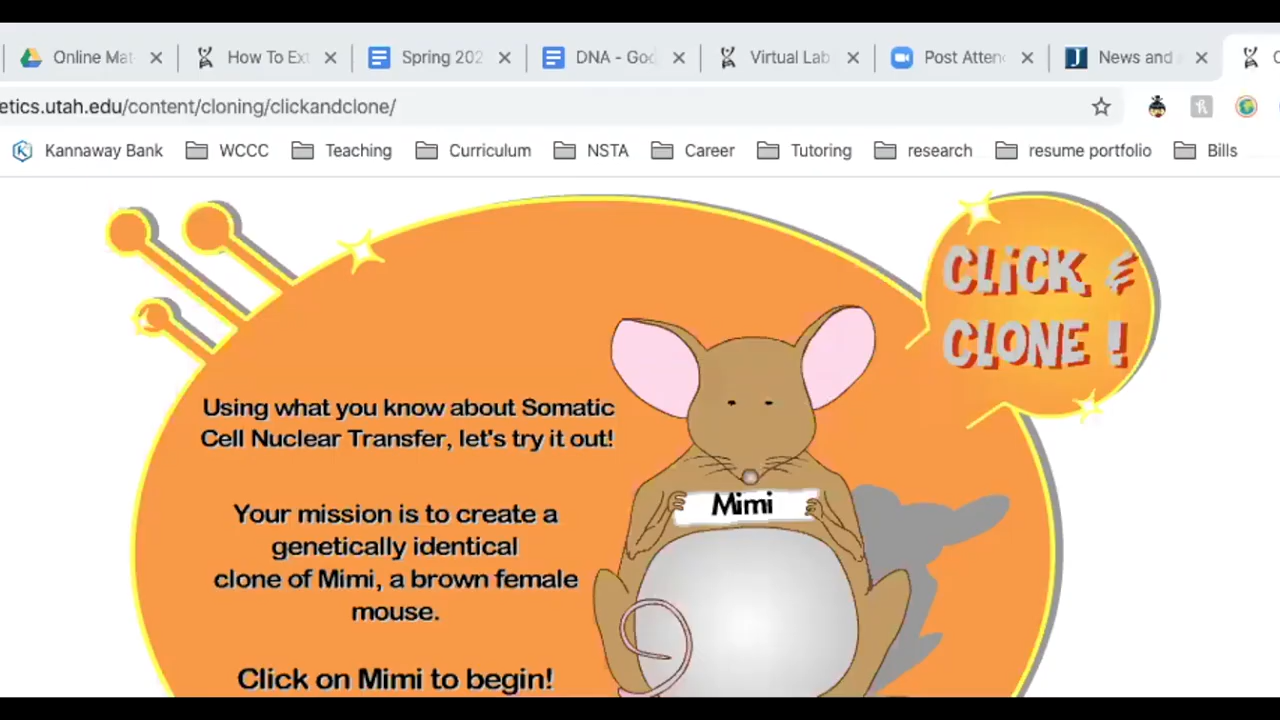 Online Mat
How To Ext
Spring 202
DNA - Goo
Virtual Lab
Post Atten
News and
etics.utah.edu/content/cloning/clickandclone/
Kannaway Bank
WCCC
Teaching
Curriculum
NSTA
Career
Tutoring
research
resume portfolio
Bills
CLICK &
CLONE !
Using what you know about Somatic
Cell Nuclear Transfer, let's try it out!
Mimi
Your mission is to create a
genetically identical
clone of Mimi, a brown female
mouse.
Click on Mimi to begin!